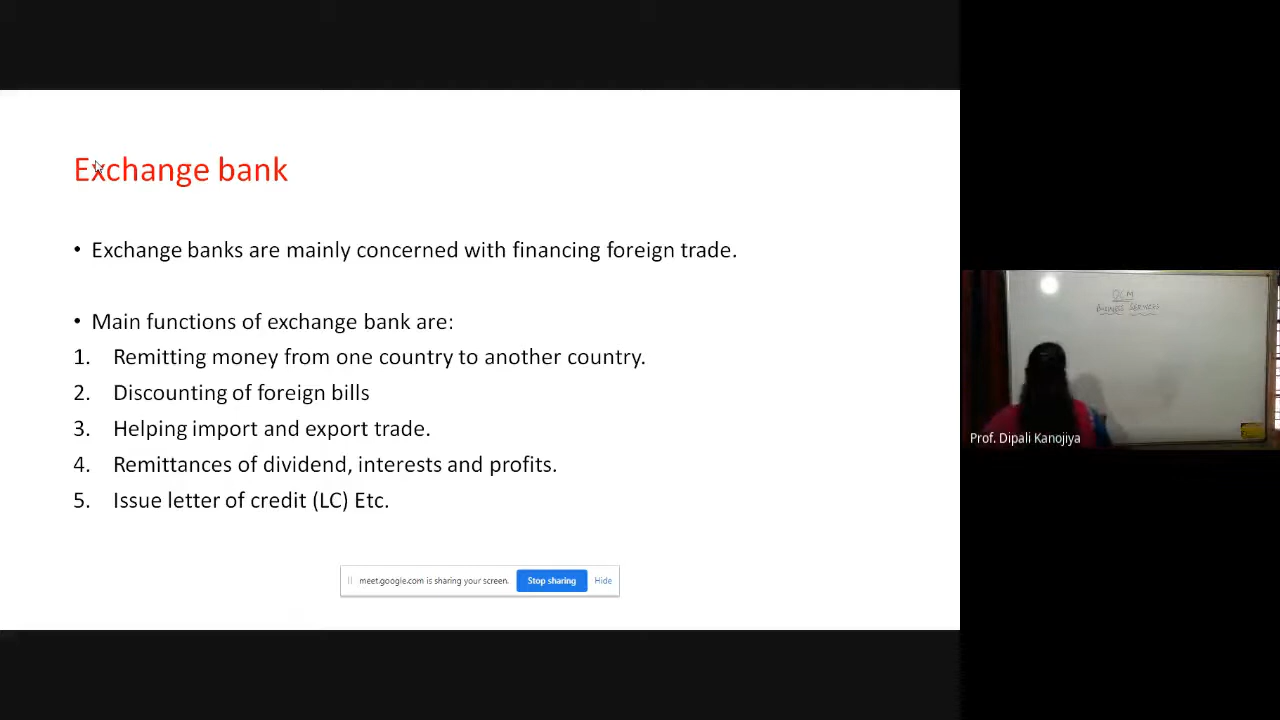 Exchange bank
• Exchange banks are mainly concerned with financing foreign trade.
• Main functions of exchange bank are:
1. Remitting money from one country to another country.
2. Discounting of foreign bills
3. Helping import and export trade.
4. Remittances of dividend, interests and profits.
5. Issue letter of credit (LC) Etc.
meet.google.com is sharing your screen. Stop sharing Hide
OCM
BUSINESS SERVICES
Prof. Dipali Kanojiya